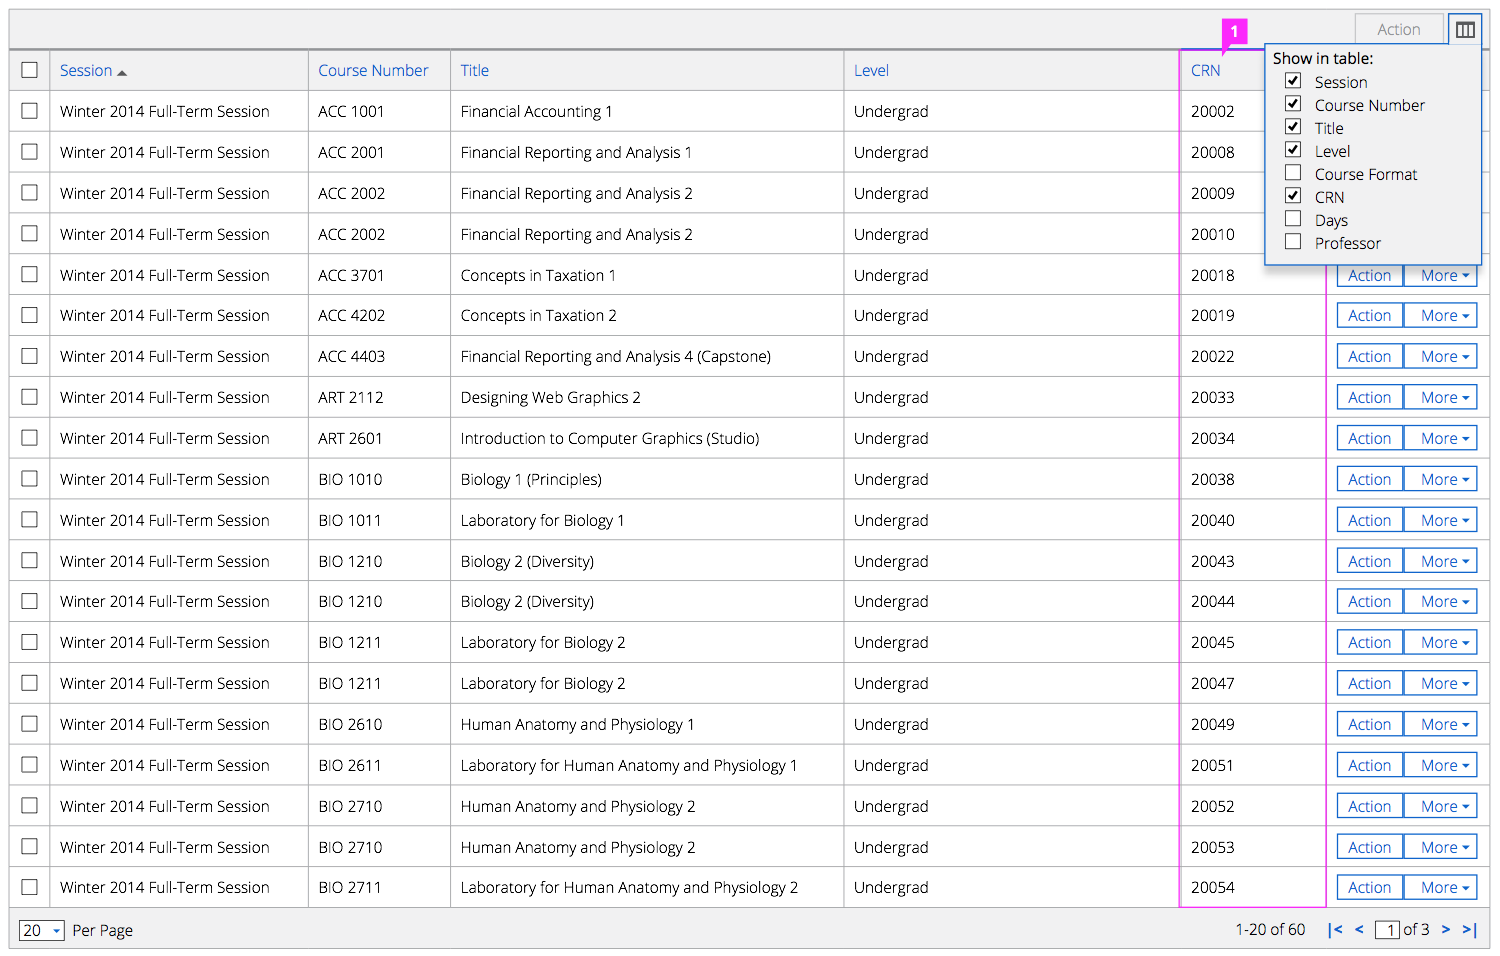 Action
1
Show in table:
Session
Course Number
Title
Level
Course Format
CRN
Days
Professor
Session Course Number Title Level CRN
Winter 2014 Full-Term Session ACC 1001 Financial Accounting 1 Undergrad 20002
Winter 2014 Full-Term Session ACC 2001 Financial Reporting and Analysis 1 Undergrad 20008
Winter 2014 Full-Term Session ACC 2002 Financial Reporting and Analysis 2 Undergrad 20009
Winter 2014 Full-Term Session ACC 2002 Financial Reporting and Analysis 2 Undergrad 20010
Winter 2014 Full-Term Session ACC 3701 Concepts in Taxation 1 Undergrad 20018 Action More
Winter 2014 Full-Term Session ACC 4202 Concepts in Taxation 2 Undergrad 20019 Action More
Winter 2014 Full-Term Session ACC 4403 Financial Reporting and Analysis 4 (Capstone) Undergrad 20022 Action More
Winter 2014 Full-Term Session ART 2112 Designing Web Graphics 2 Undergrad 20033 Action More
Winter 2014 Full-Term Session ART 2601 Introduction to Computer Graphics (Studio) Undergrad 20034 Action More
Winter 2014 Full-Term Session BIO 1010 Biology 1 (Principles) Undergrad 20038 Action More
Winter 2014 Full-Term Session BIO 1011 Laboratory for Biology 1 Undergrad 20040 Action More
Winter 2014 Full-Term Session BIO 1210 Biology 2 (Diversity) Undergrad 20043 Action More
Winter 2014 Full-Term Session BIO 1210 Biology 2 (Diversity) Undergrad 20044 Action More
Winter 2014 Full-Term Session BIO 1211 Laboratory for Biology 2 Undergrad 20045 Action More
Winter 2014 Full-Term Session BIO 1211 Laboratory for Biology 2 Undergrad 20047 Action More
Winter 2014 Full-Term Session BIO 2610 Human Anatomy and Physiology 1 Undergrad 20049 Action More
Winter 2014 Full-Term Session BIO 2611 Laboratory for Human Anatomy and Physiology 1 Undergrad 20051 Action More
Winter 2014 Full-Term Session BIO 2710 Human Anatomy and Physiology 2 Undergrad 20052 Action More
Winter 2014 Full-Term Session BIO 2710 Human Anatomy and Physiology 2 Undergrad 20053 Action More
Winter 2014 Full-Term Session BIO 2711 Laboratory for Human Anatomy and Physiology 2 Undergrad 20054 Action More
20 Per Page 1-20 of 60 |< < 1 of 3 > >|